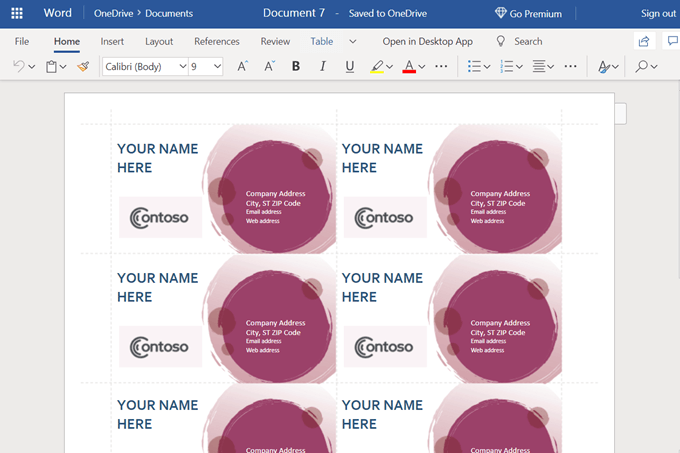 Word OneDrive > Documents Document 7 - Saved to OneDrive Go Premium Sign out
File Home Insert Layout References Review Table Open in Desktop App Search
Calibri (Body) 9 A A B I U A
YOUR NAME
HERE
Contoso
Company Address
City, ST ZIP Code
Email address
Web address
YOUR NAME
HERE
Contoso
Company Address
City, ST ZIP Code
Email address
Web address
YOUR NAME
HERE
Contoso
Company Address
City, ST ZIP Code
Email address
Web address
YOUR NAME
HERE
Contoso
Company Address
City, ST ZIP Code
Email address
Web address
YOUR NAME
HERE
Company Address
YOUR NAME
HERE
Company Address